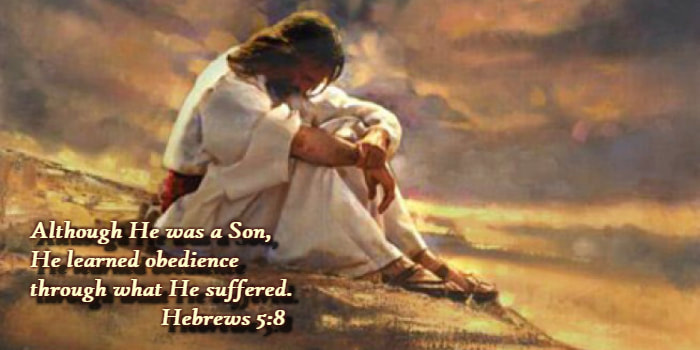 Although He was a Son,
He learned obedience
through what He suffered.
Hebrews 5:8